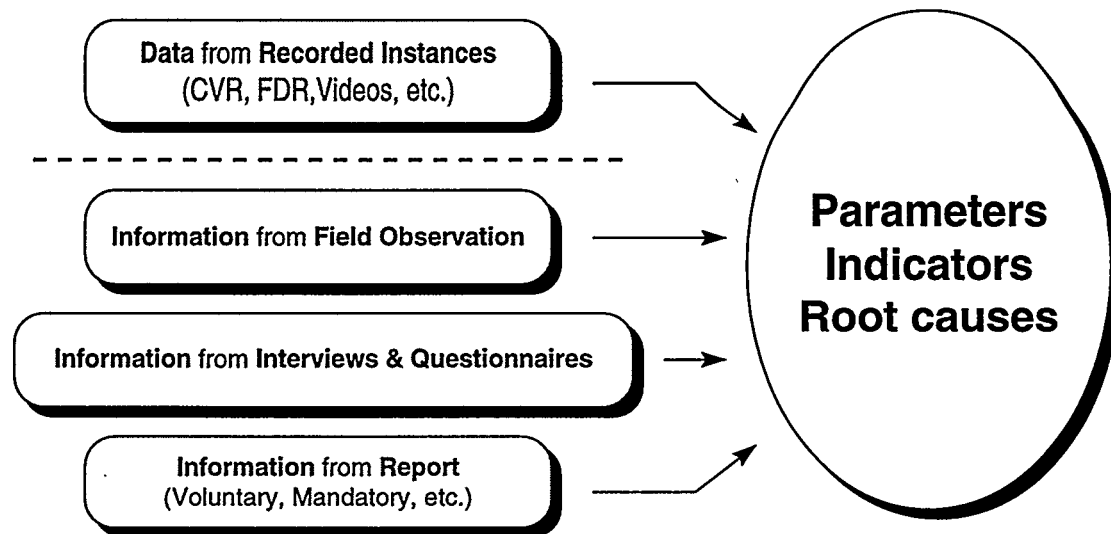 Data from Recorded Instances
(CVR, FDR,Videos, etc.)
Information from Field Observation
Information from Interviews & Questionnaires
Information from Report
(Voluntary, Mandatory, etc.)
Parameters
Indicators
Root causes